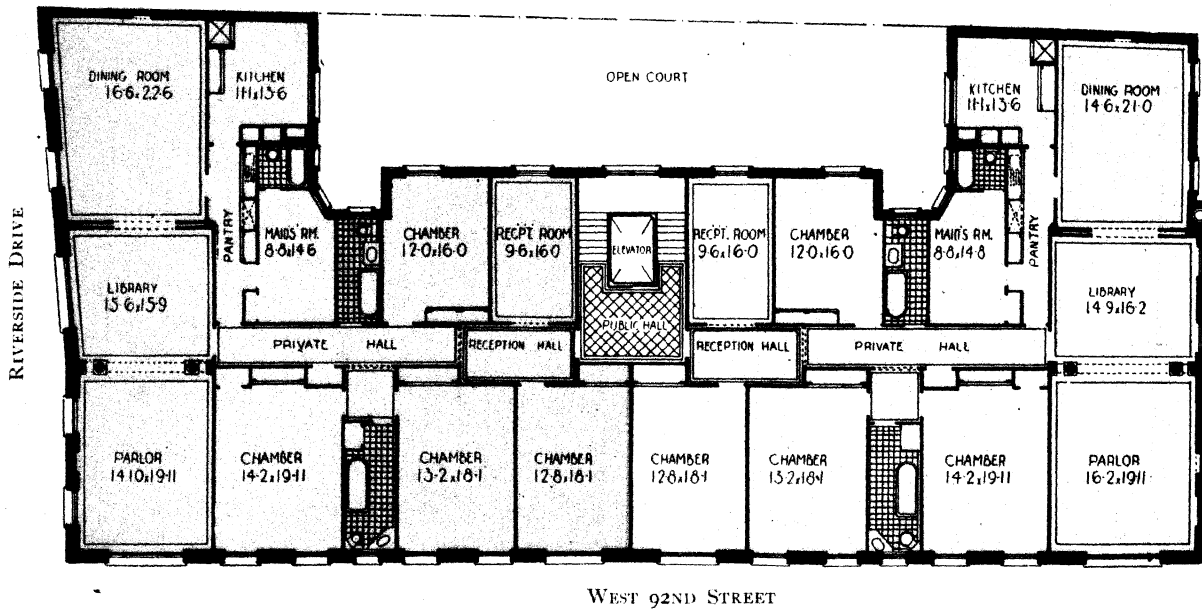 OPEN COURT
DINING ROOM
16·6x22·6
KITCHEN
11·1x13·6
KITCHEN
11·1x13·6
DINING ROOM
14·6x21·0
RIVERSIDE DRIVE
PANTRY
MAIDS' RM.
8·8x14·6
CHAMBER
12·0x16·0
RECPT. ROOM
9·6x16·0
ELEVATOR
RECPT. ROOM
9·6x16·0
CHAMBER
12·0x16·0
MAID'S RM.
8·8x14·8
PANTRY
LIBRARY
15·6x15·9
LIBRARY
14·9x16·2
PUBLIC HALL
PRIVATE HALL
RECEPTION HALL
RECEPTION HALL
PRIVATE HALL
PARLOR
14·10x19·11
CHAMBER
14·2x19·11
CHAMBER
13·2x18·1
CHAMBER
12·8x18·1
CHAMBER
12·8x18·1
CHAMBER
13·2x18·1
CHAMBER
14·2x19·11
PARLOR
16·2x19·11
WEST 92ND STREET